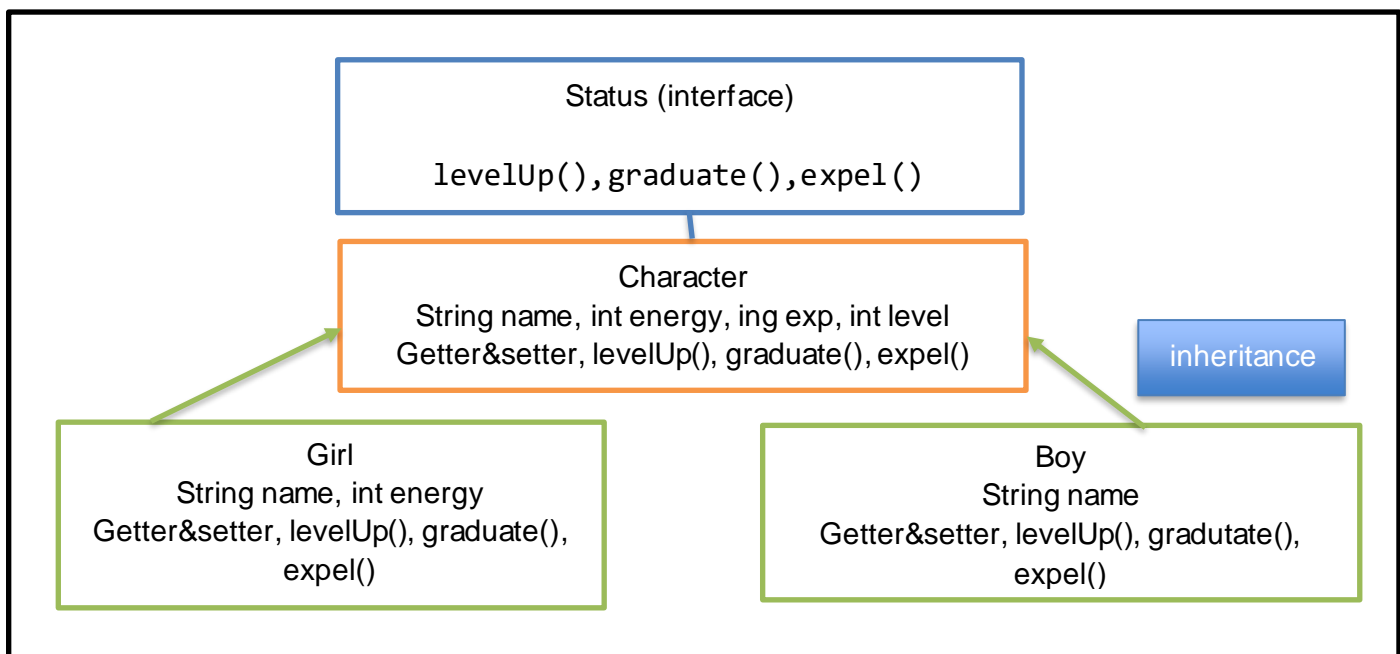 Status (interface)
levelUp(),graduate(),expel()
Character
String name, int energy, ing exp, int level
Getter&setter, levelUp(), graduate(), expel()
inheritance
Girl
String name, int energy
Getter&setter, levelUp(), graduate(),
expel()
Boy
String name
Getter&setter, levelUp(), gradutate(),
expel()